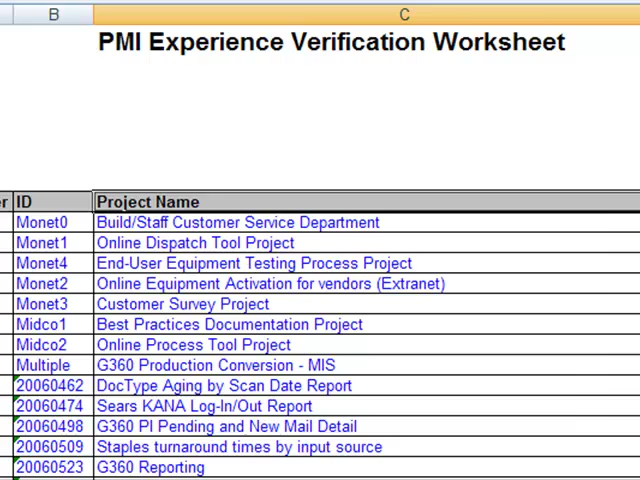 B C
PMI Experience Verification Worksheet
er ID Project Name
Monet0 Build/Staff Customer Service Department
Monet1 Online Dispatch Tool Project
Monet4 End-User Equipment Testing Process Project
Monet2 Online Equipment Activation for vendors (Extranet)
Monet3 Customer Survey Project
Midco1 Best Practices Documentation Project
Midco2 Online Process Tool Project
Multiple G360 Production Conversion - MIS
20060462 DocType Aging by Scan Date Report
20060474 Sears KANA Log-In/Out Report
20060498 G360 PI Pending and New Mail Detail
20060509 Staples turnaround times by input source
20060523 G360 Reporting